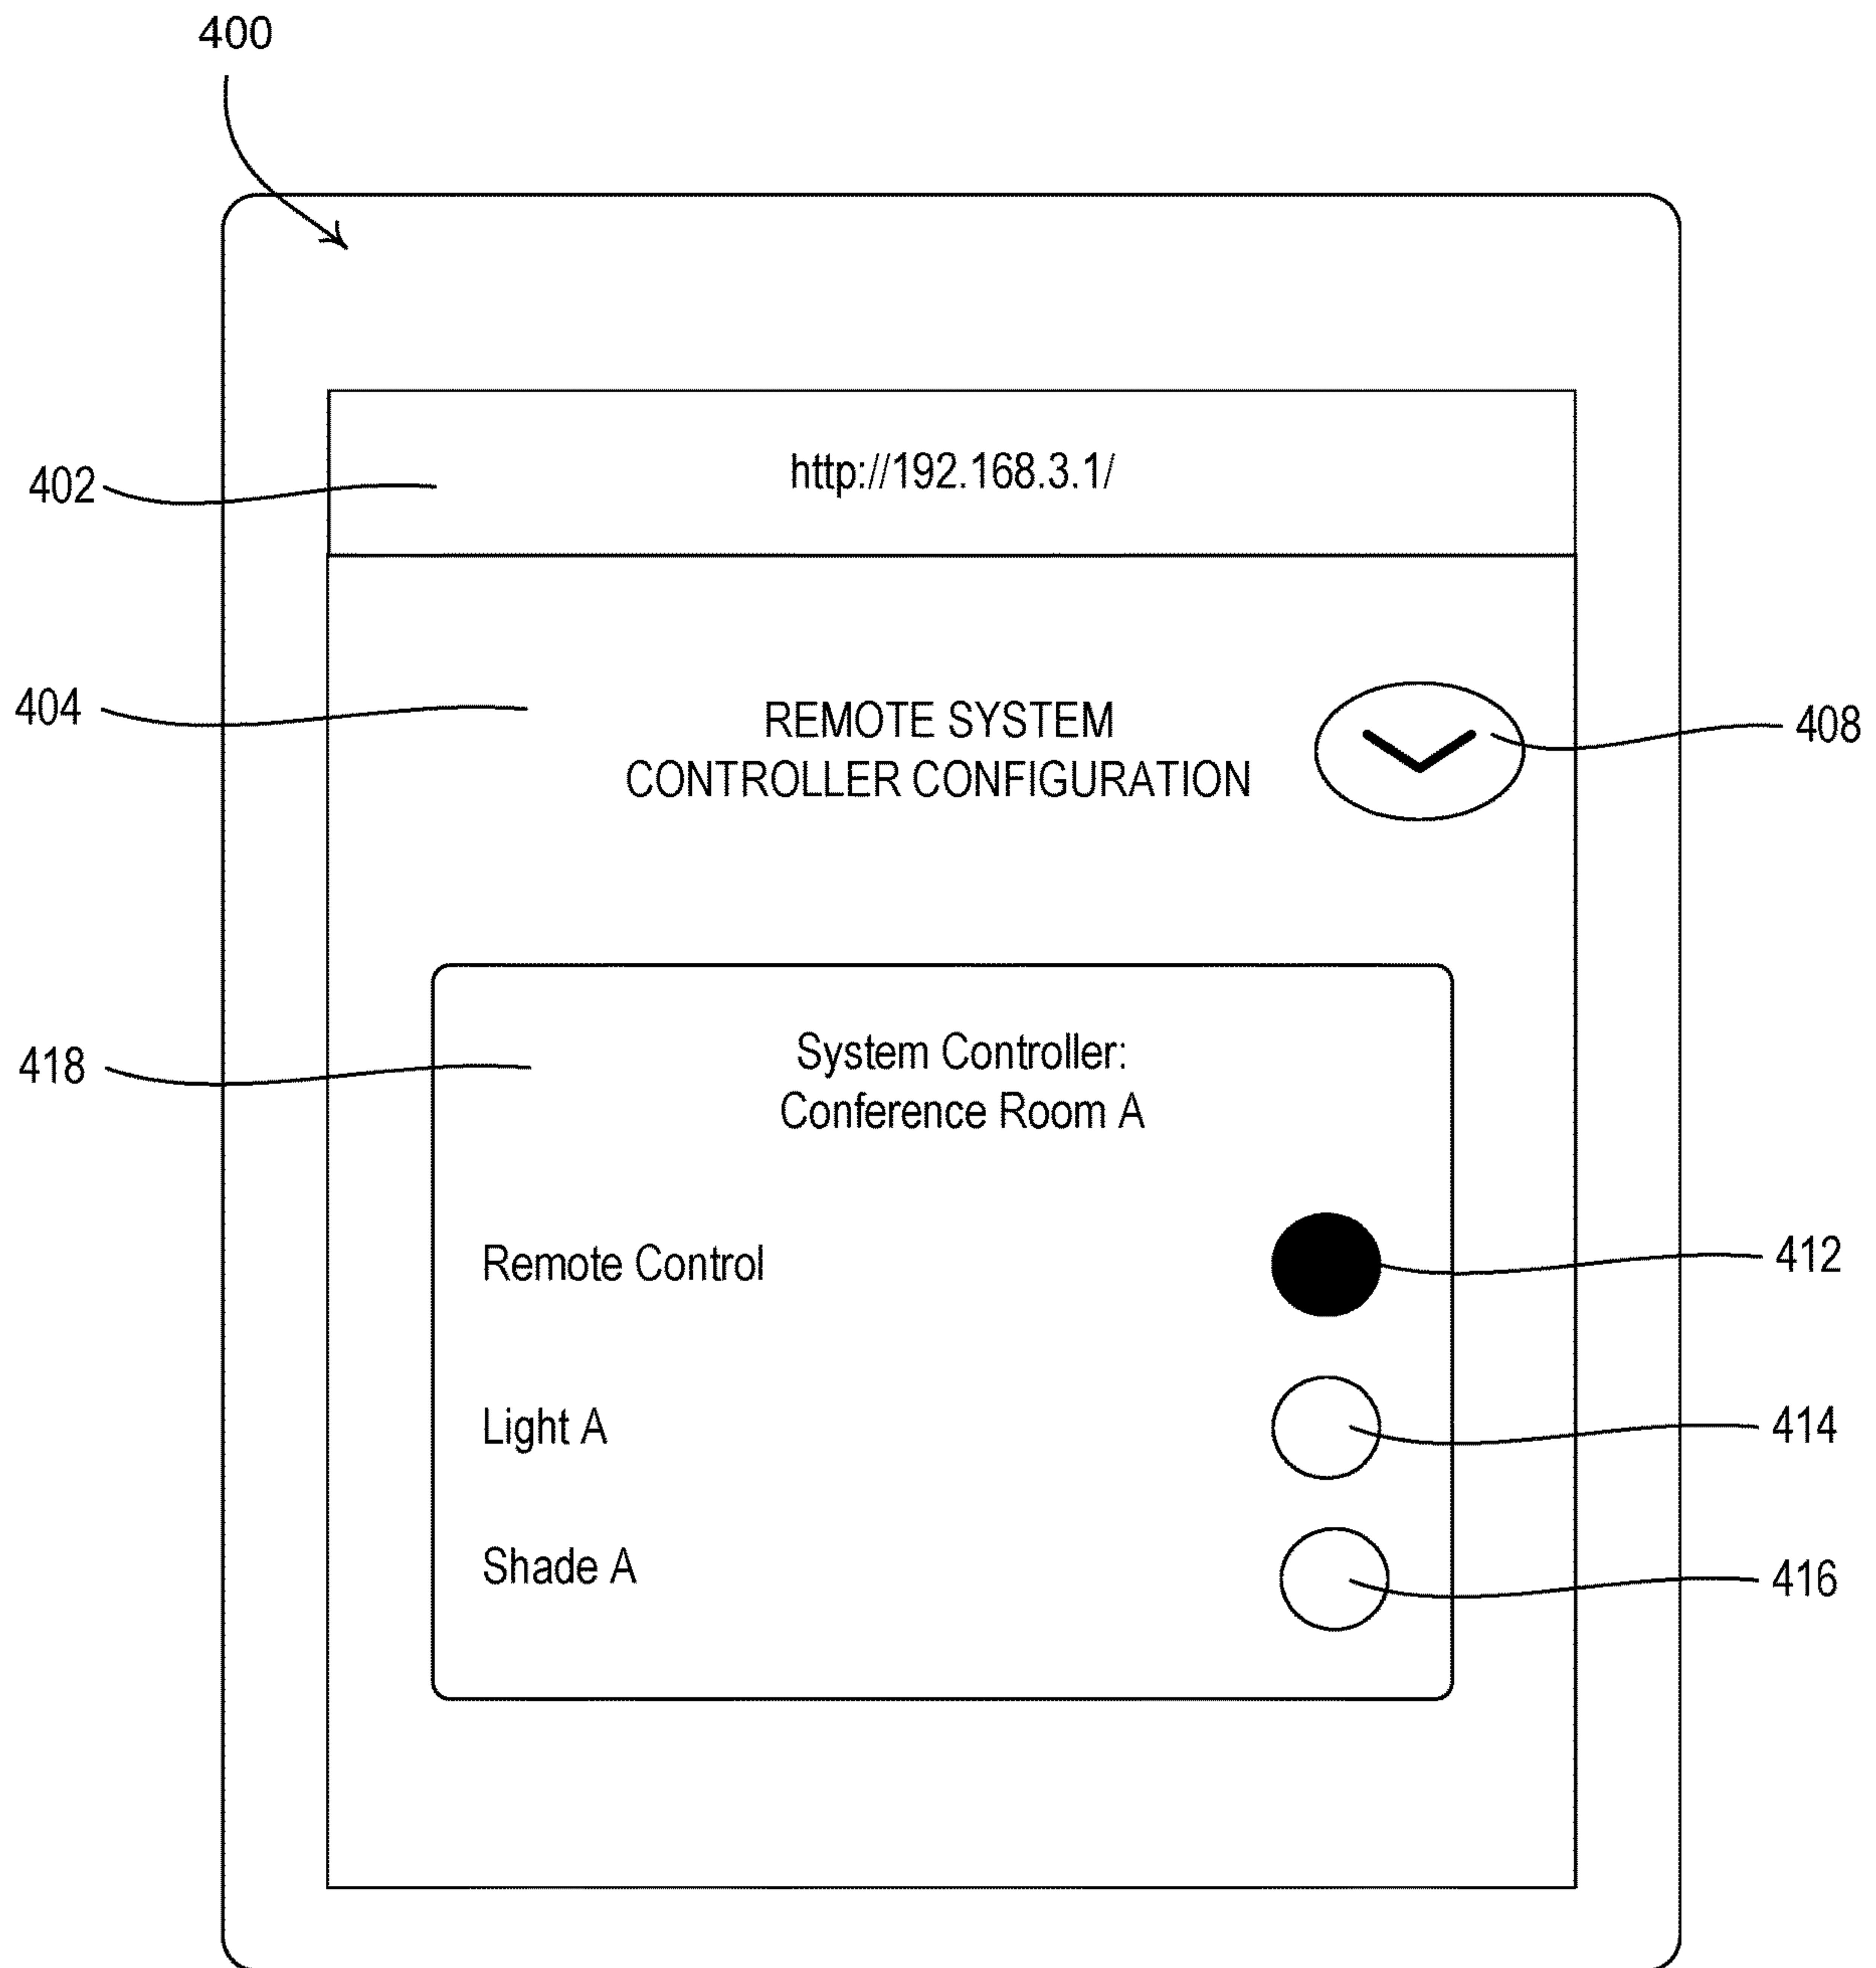 400
402
http://192.168.3.1/
404
REMOTE SYSTEM
CONTROLLER CONFIGURATION
408
418
System Controller:
Conference Room A
Remote Control
412
Light A
414
Shade A
416